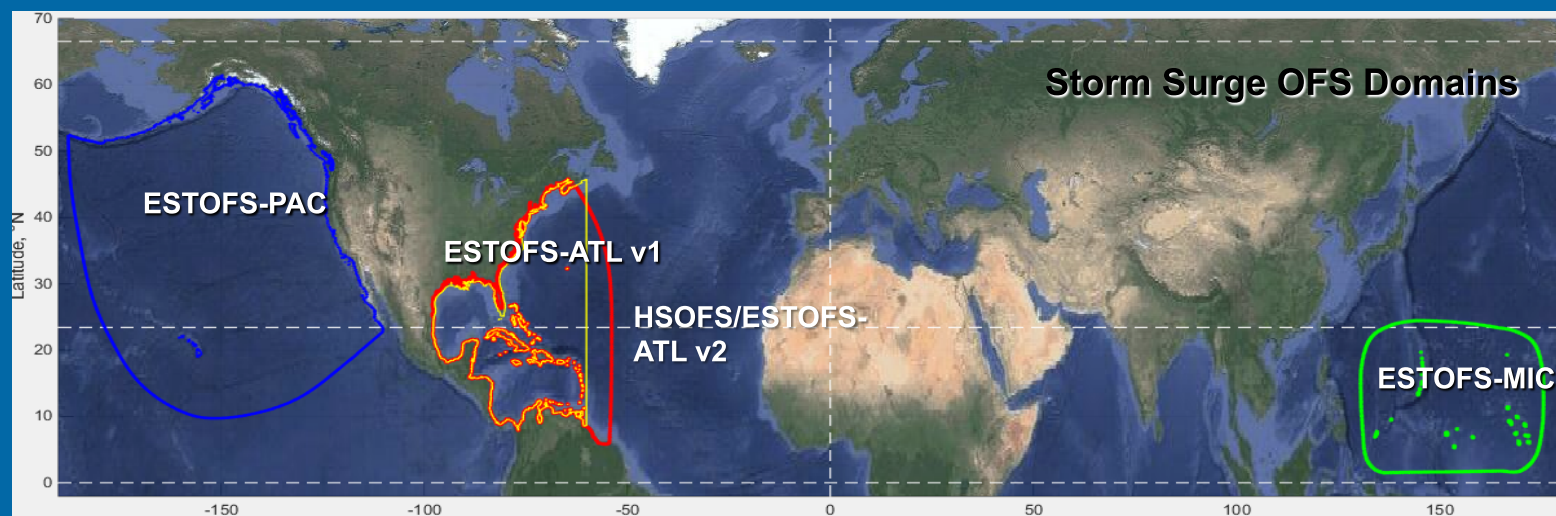 70
60
50
40
30
20
10
0
Latitude, °N
Storm Surge OFS Domains
ESTOFS-PAC
ESTOFS-ATL v1
HSOFS/ESTOFS-
ATL v2
ESTOFS-MIC
-150
-100
-50
0
50
100
150